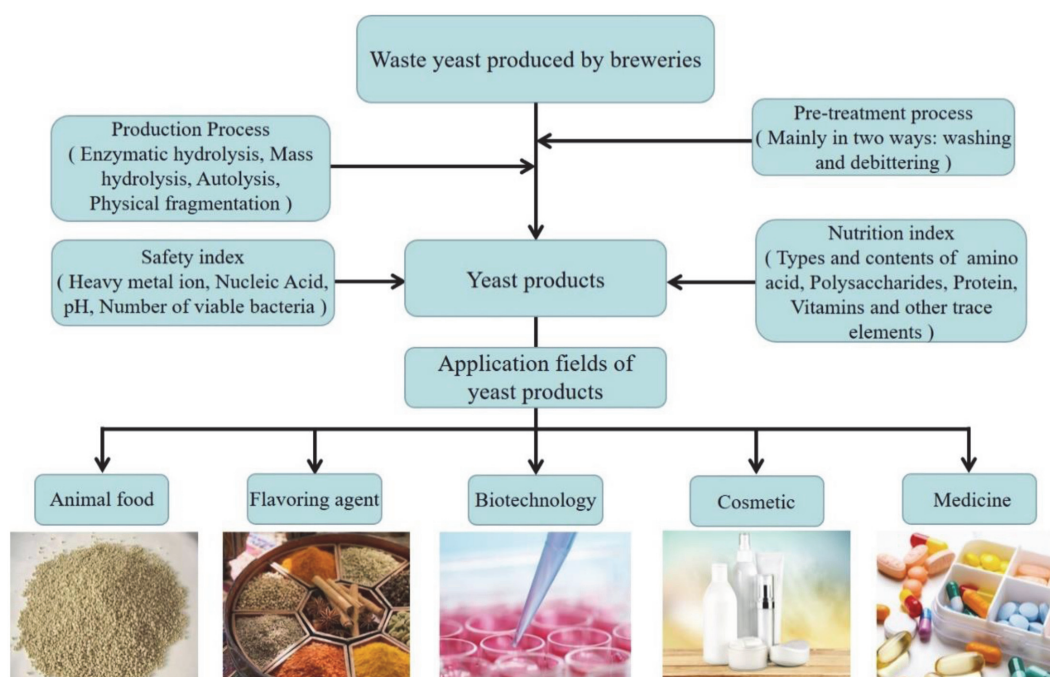 Waste yeast produced by breweries
Production Process
( Enzymatic hydrolysis, Mass
hydrolysis, Autolysis,
Physical fragmentation )
Pre-treatment process
( Mainly in two ways: washing
and debittering )
Safety index
( Heavy metal ion, Nucleic Acid,
pH, Number of viable bacteria )
Yeast products
Nutrition index
( Types and contents of amino
acid, Polysaccharides, Protein,
Vitamins and other trace
elements )
Application fields of
yeast products
Animal food
Flavoring agent
Biotechnology
Cosmetic
Medicine